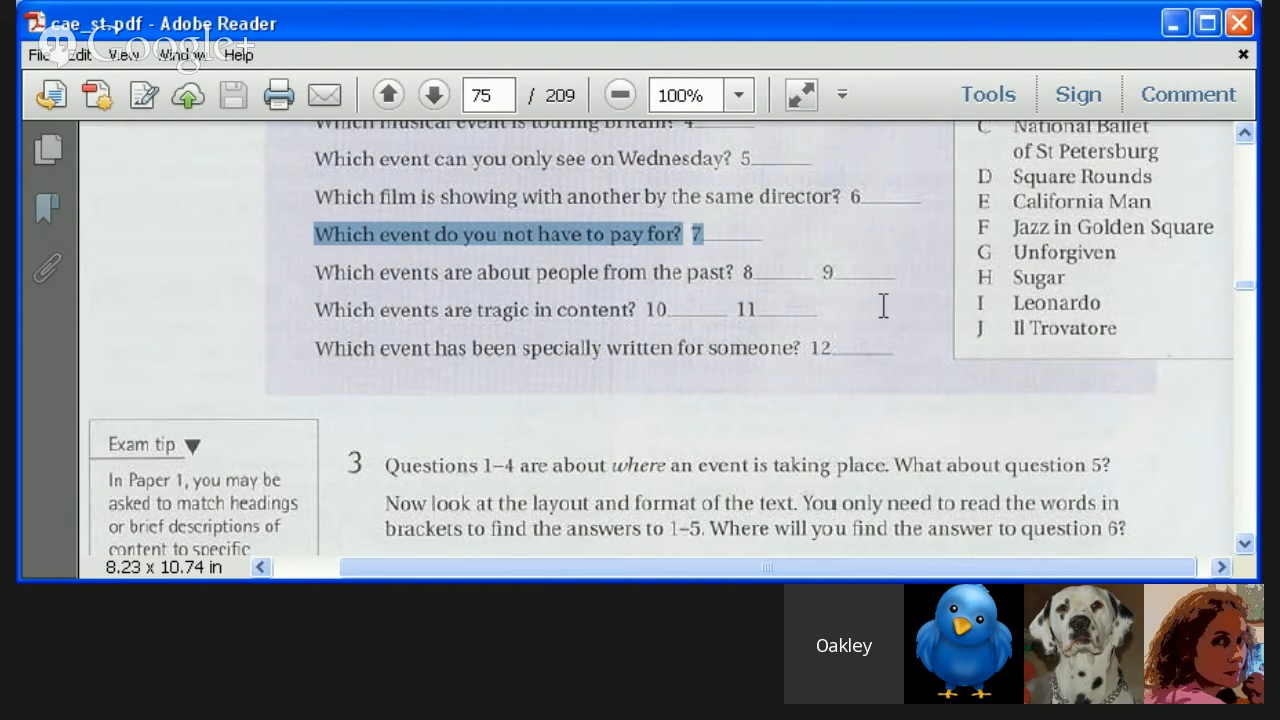 cae_st.pdf - Adobe Reader
Google+
File Edit View Window Help
75 / 209 100% Tools Sign Comment
Which musical event is touring Britain? 4
Which event can you only see on Wednesday? 5
Which film is showing with another by the same director? 6
Which event do you not have to pay for? 7
Which events are about people from the past? 8 9
Which events are tragic in content? 10 11
Which event has been specially written for someone? 12
C National Ballet
of St Petersburg
D Square Rounds
E California Man
F Jazz in Golden Square
G Unforgiven
H Sugar
I Leonardo
J Il Trovatore
Exam tip ▼
In Paper 1, you may be
asked to match headings
or brief descriptions of
content to specific
3 Questions 1–4 are about where an event is taking place. What about question 5?
Now look at the layout and format of the text. You only need to read the words in
brackets to find the answers to 1–5. Where will you find the answer to question 6?
8.23 x 10.74 in
Oakley